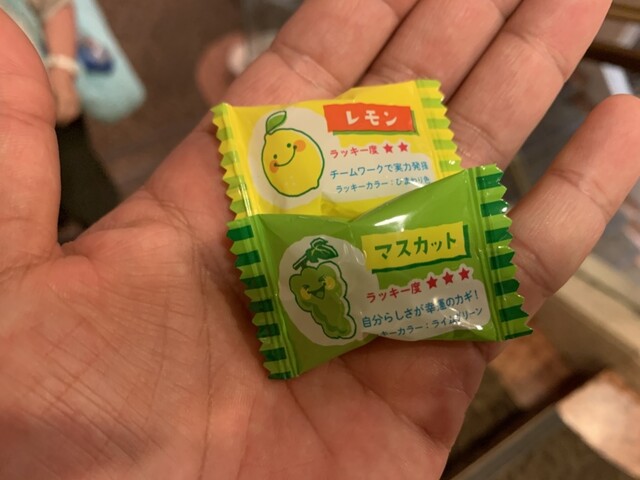 レモン
ラッキー度★★
チームワークで実力発揮
ラッキーカラー：ひまわり色
マスカット
ラッキー度★★★
自分らしさが幸運のカギ！
キーカラー：ライムグリーン